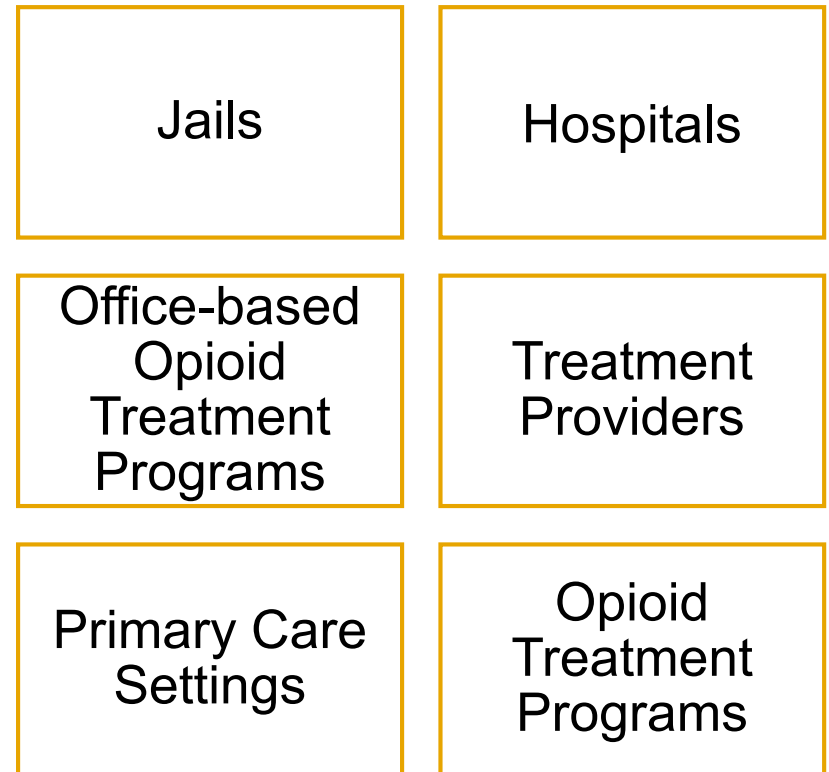 Jails
Hospitals
Office-based
Opioid
Treatment
Programs
Treatment
Providers
Primary Care
Settings
Opioid
Treatment
Programs